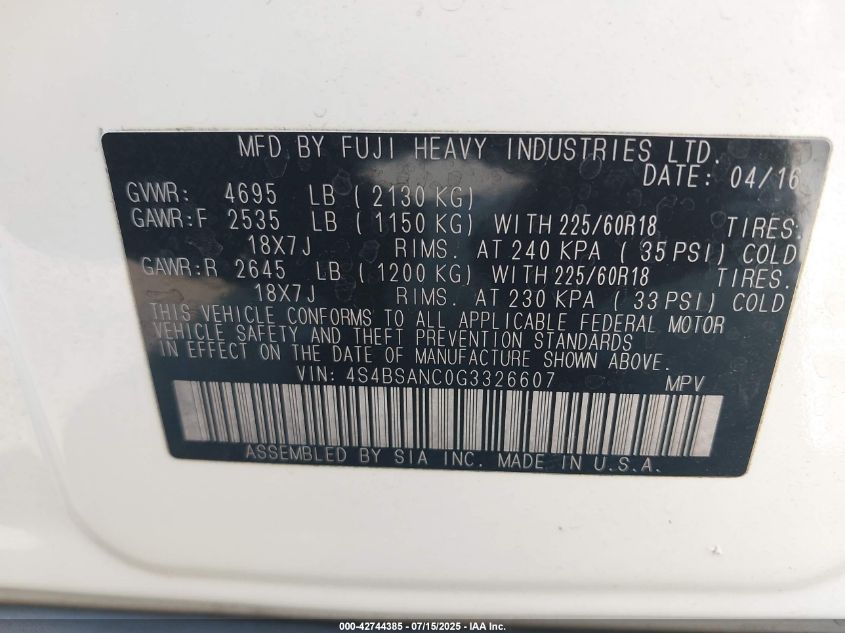 MFD BY FUJI HEAVY INDUSTRIES LTD.
DATE: 04/16
GVWR: 4695 LB ( 2130 KG)
GAWR:F 2535 LB ( 1150 KG) WITH 225/60R18 TIRES.
18X7J RIMS. AT 240 KPA ( 35 PSI) COLD
GAWR:R 2645 LB ( 1200 KG) WITH 225/60R18 TIRES.
18X7J RIMS. AT 230 KPA ( 33 PSI) COLD
THIS VEHICLE CONFORMS TO ALL APPLICABLE FEDERAL MOTOR
VEHICLE SAFETY AND THEFT PREVENTION STANDARDS
IN EFFECT ON THE DATE OF MANUFACTURE SHOWN ABOVE.
VIN: 4S4BSANC0G3326607 MPV
ASSEMBLED BY SIA INC. MADE IN U.S.A.
000-42744385 - 07/15/2025 - IAA Inc.